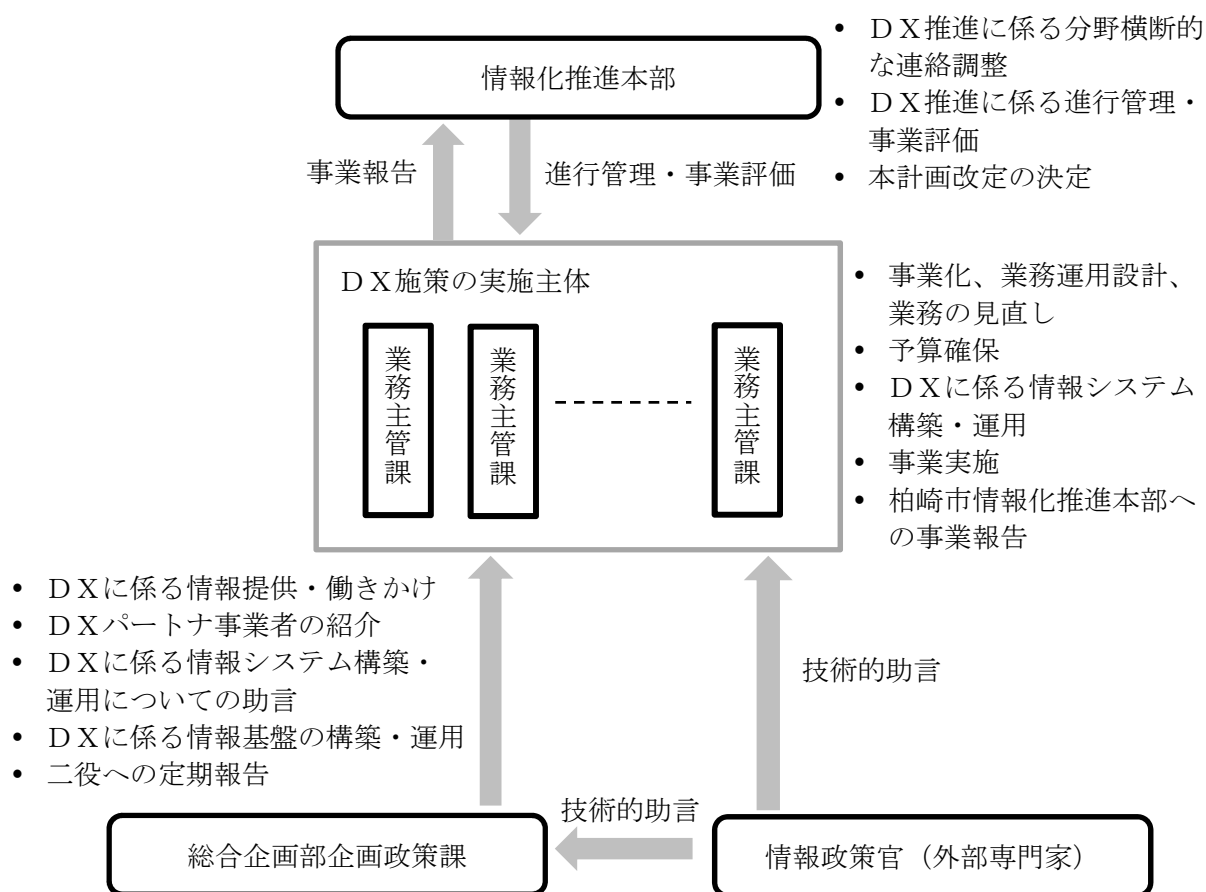 情報化推進本部
• ＤＸ推進に係る分野横断的
な連絡調整
• ＤＸ推進に係る進行管理・
事業評価
• 本計画改定の決定
事業報告
進行管理・事業評価
ＤＸ施策の実施主体
業務主管課
業務主管課
業務主管課
• 事業化、業務運用設計、
業務の見直し
• 予算確保
• ＤＸに係る情報システム
構築・運用
• 事業実施
• 柏崎市情報化推進本部へ
の事業報告
• ＤＸに係る情報提供・働きかけ
• ＤＸパートナ事業者の紹介
• ＤＸに係る情報システム構築・
運用についての助言
• ＤＸに係る情報基盤の構築・運用
• 二役への定期報告
技術的助言
技術的助言
総合企画部企画政策課
情報政策官（外部専門家）